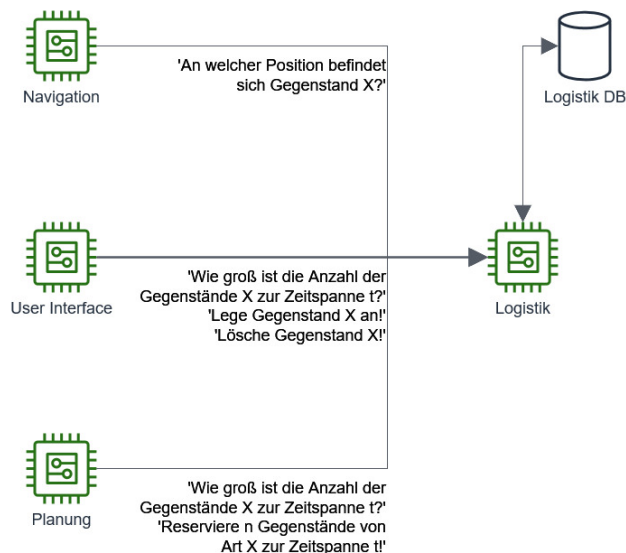 'An welcher Position befindet
sich Gegenstand X?'
Navigation
Logistik DB
'Wie groß ist die Anzahl der
Gegenstände X zur Zeitspanne t?'
'Lege Gegenstand X an!'
'Lösche Gegenstand X!'
User Interface
Logistik
'Wie groß ist die Anzahl der
Gegenstände X zur Zeitspanne t?'
'Reserviere n Gegenstände von
Art X zur Zeitspanne t!'
Planung